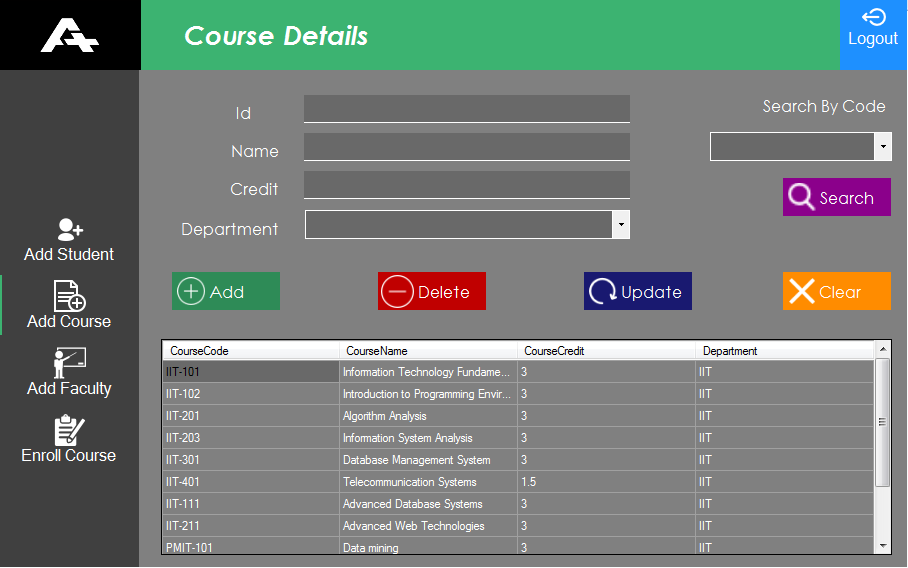 Course Details
Logout
Id
Name
Credit
Department
Search By Code
Search
Add Student
Add Course
Add Faculty
Enroll Course
Add
Delete
Update
Clear
CourseCode CourseName CourseCredit Department
IIT-101 Information Technology Fundame... 3 IIT
IIT-102 Introduction to Programming Envir... 3 IIT
IIT-201 Algorithm Analysis 3 IIT
IIT-203 Information System Analysis 3 IIT
IIT-301 Database Management System 3 IIT
IIT-401 Telecommunication Systems 1.5 IIT
IIT-111 Advanced Database Systems 3 IIT
IIT-211 Advanced Web Technologies 3 IIT
PMIT-101 Data mining 3 IIT